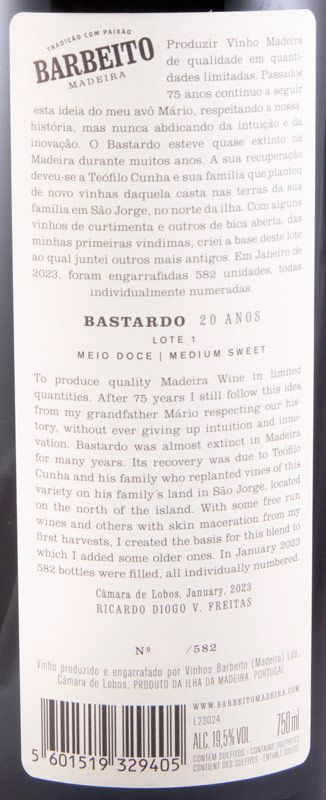 TRADIÇÃO COM PAIXÃO
BARBEITO
MADEIRA
Produzir Vinho Madeira
de qualidade em quanti-
dades limitadas. Passados
75 anos continuo a seguir
esta ideia do meu avô Mário, respeitando a nossa
história, mas nunca abdicando da intuição e da
inovação. O Bastardo esteve quase extinto na
Madeira durante muitos anos. A sua recuperação
deveu-se a Teófilo Cunha e sua família que plantou
de novo vinhas daquela casta nas terras da sua
família em São Jorge, no norte da ilha. Com alguns
vinhos de curtimenta e outros de bica aberta, das
minhas primeiras vindimas, criei a base deste lote
ao qual juntei outros mais antigos. Em Janeiro de
2023, foram engarrafadas 582 unidades, todas
individualmente numeradas.
BASTARDO 20 ANOS
LOTE 1
MEIO DOCE | MEDIUM SWEET
To produce quality Madeira Wine in limited
quantities. After 75 years I still follow this idea
from my grandfather Mário respecting our his-
tory, without ever giving up intuition and inno-
vation. Bastardo was almost extinct in Madeira
for many years. Its recovery was due to Teófilo
Cunha and his family who replanted vines of this
variety on his family´s land in São Jorge, located
on the north of the island. With some free run
wines and others with skin maceration from my
first harvests, I created the basis for this blend to
which I added some older ones. In January 2023
582 bottles were filled, all individually numbered.
Câmara de Lobos, January, 2023
RICARDO DIOGO V. FREITAS
Nº /582
Vinho produzido e engarrafado por Vinhos Barbeito (Madeira) Lda.
Câmara de Lobos, PRODUTO DA ILHA DA MADEIRA, PORTUGAL
WWW.BARBEITOMADEIRA.COM
L23024
ALC. 19,5% VOL 750 ml
CONTÉM SULFITOS - CONTAINS SULPHITES
CONTIENT DES SULFITES - ENTHÄLT SULFIT
5 601519 329405